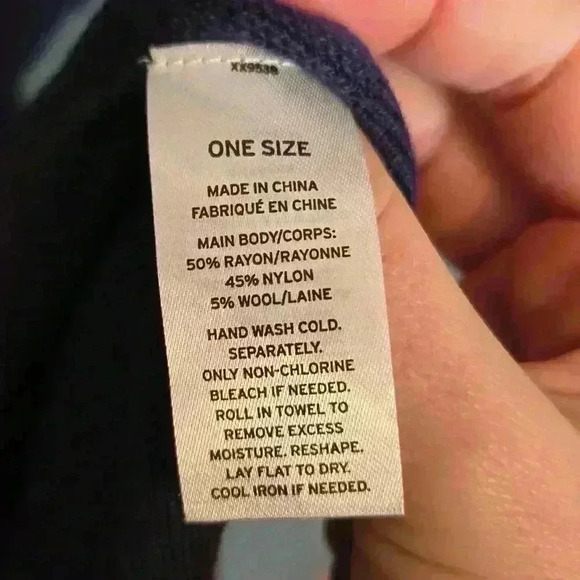 XX9538
ONE SIZE
MADE IN CHINA
FABRIQUÉ EN CHINE
MAIN BODY/CORPS:
50% RAYON/RAYONNE
45% NYLON
5% WOOL/LAINE
HAND WASH COLD.
SEPARATELY.
ONLY NON-CHLORINE
BLEACH IF NEEDED.
ROLL IN TOWEL TO
REMOVE EXCESS
MOISTURE. RESHAPE.
LAY FLAT TO DRY.
COOL IRON IF NEEDED.